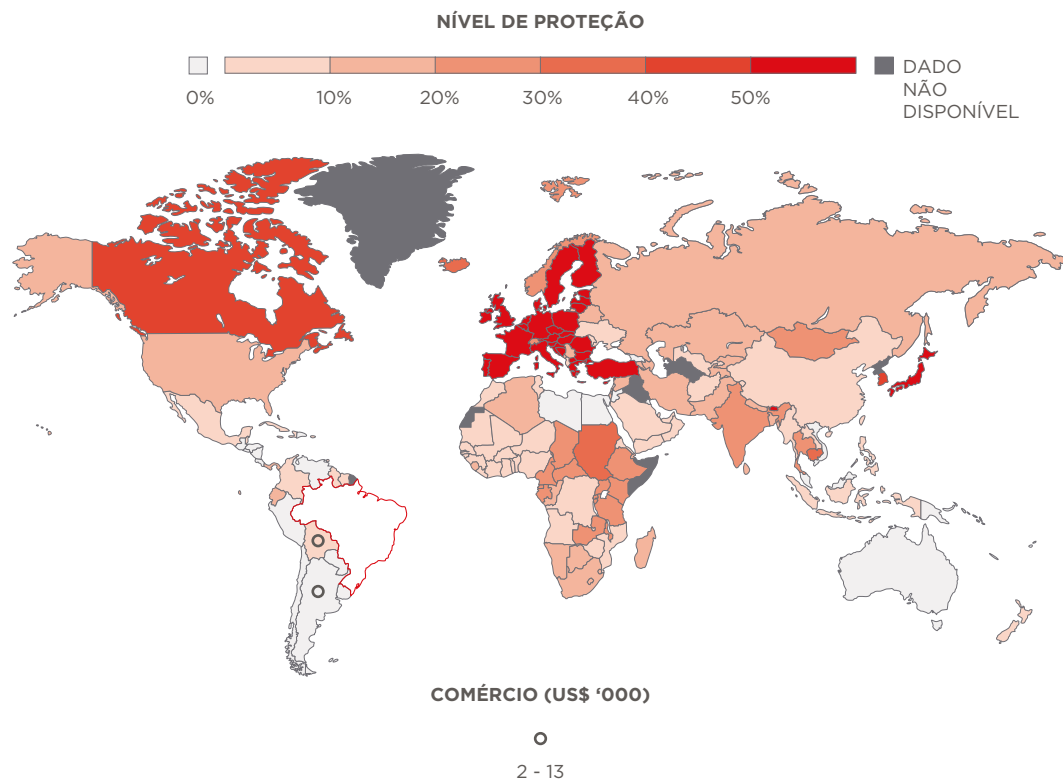 NÍVEL DE PROTEÇÃO
0% 10% 20% 30% 40% 50% DADO
NÃO
DISPONÍVEL
COMÉRCIO (US$ ‘000)
2 - 13